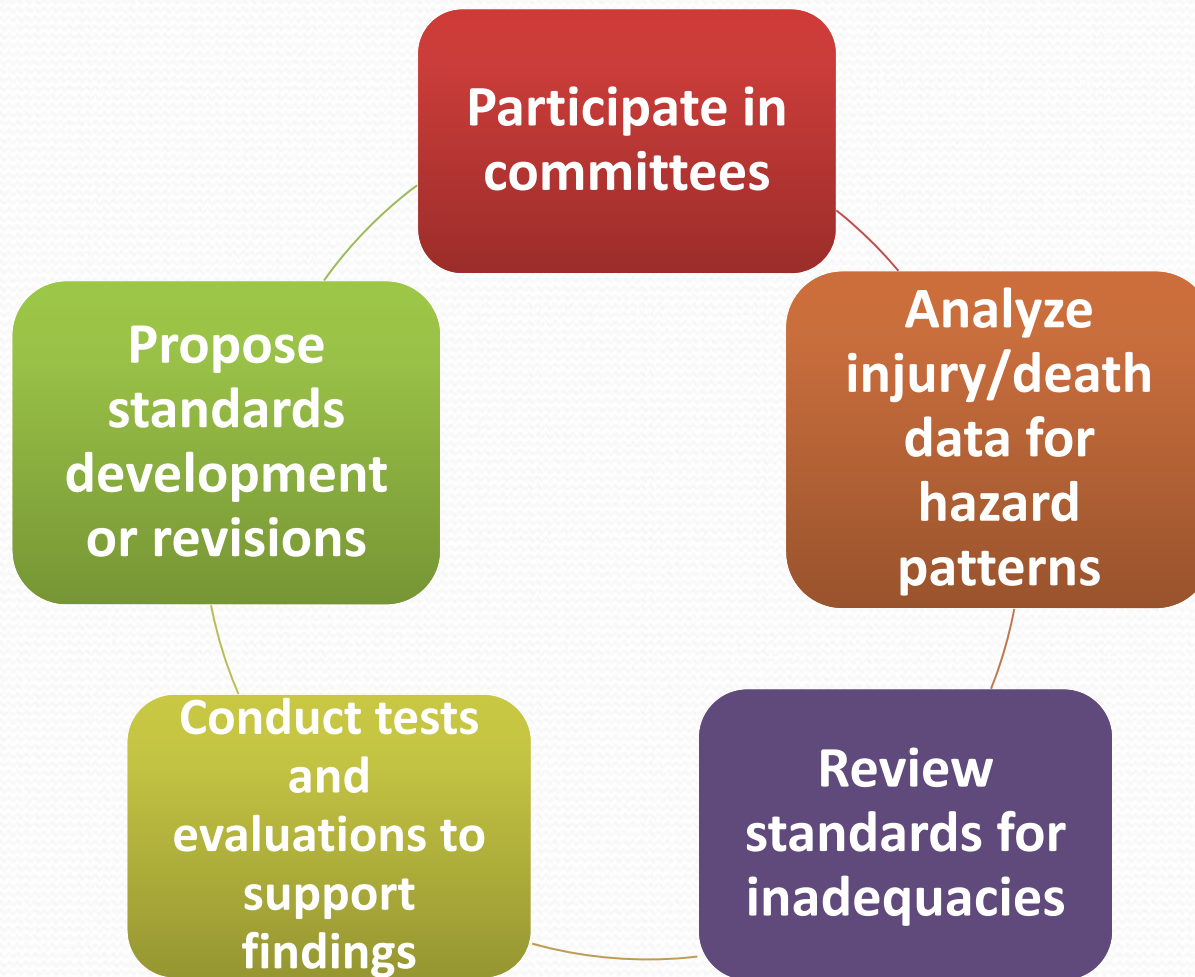 Participate in
committees
Analyze
injury/death
data for
hazard
patterns
Review
standards for
inadequacies
Conduct tests
and
evaluations to
support
findings
Propose
standards
development
or revisions